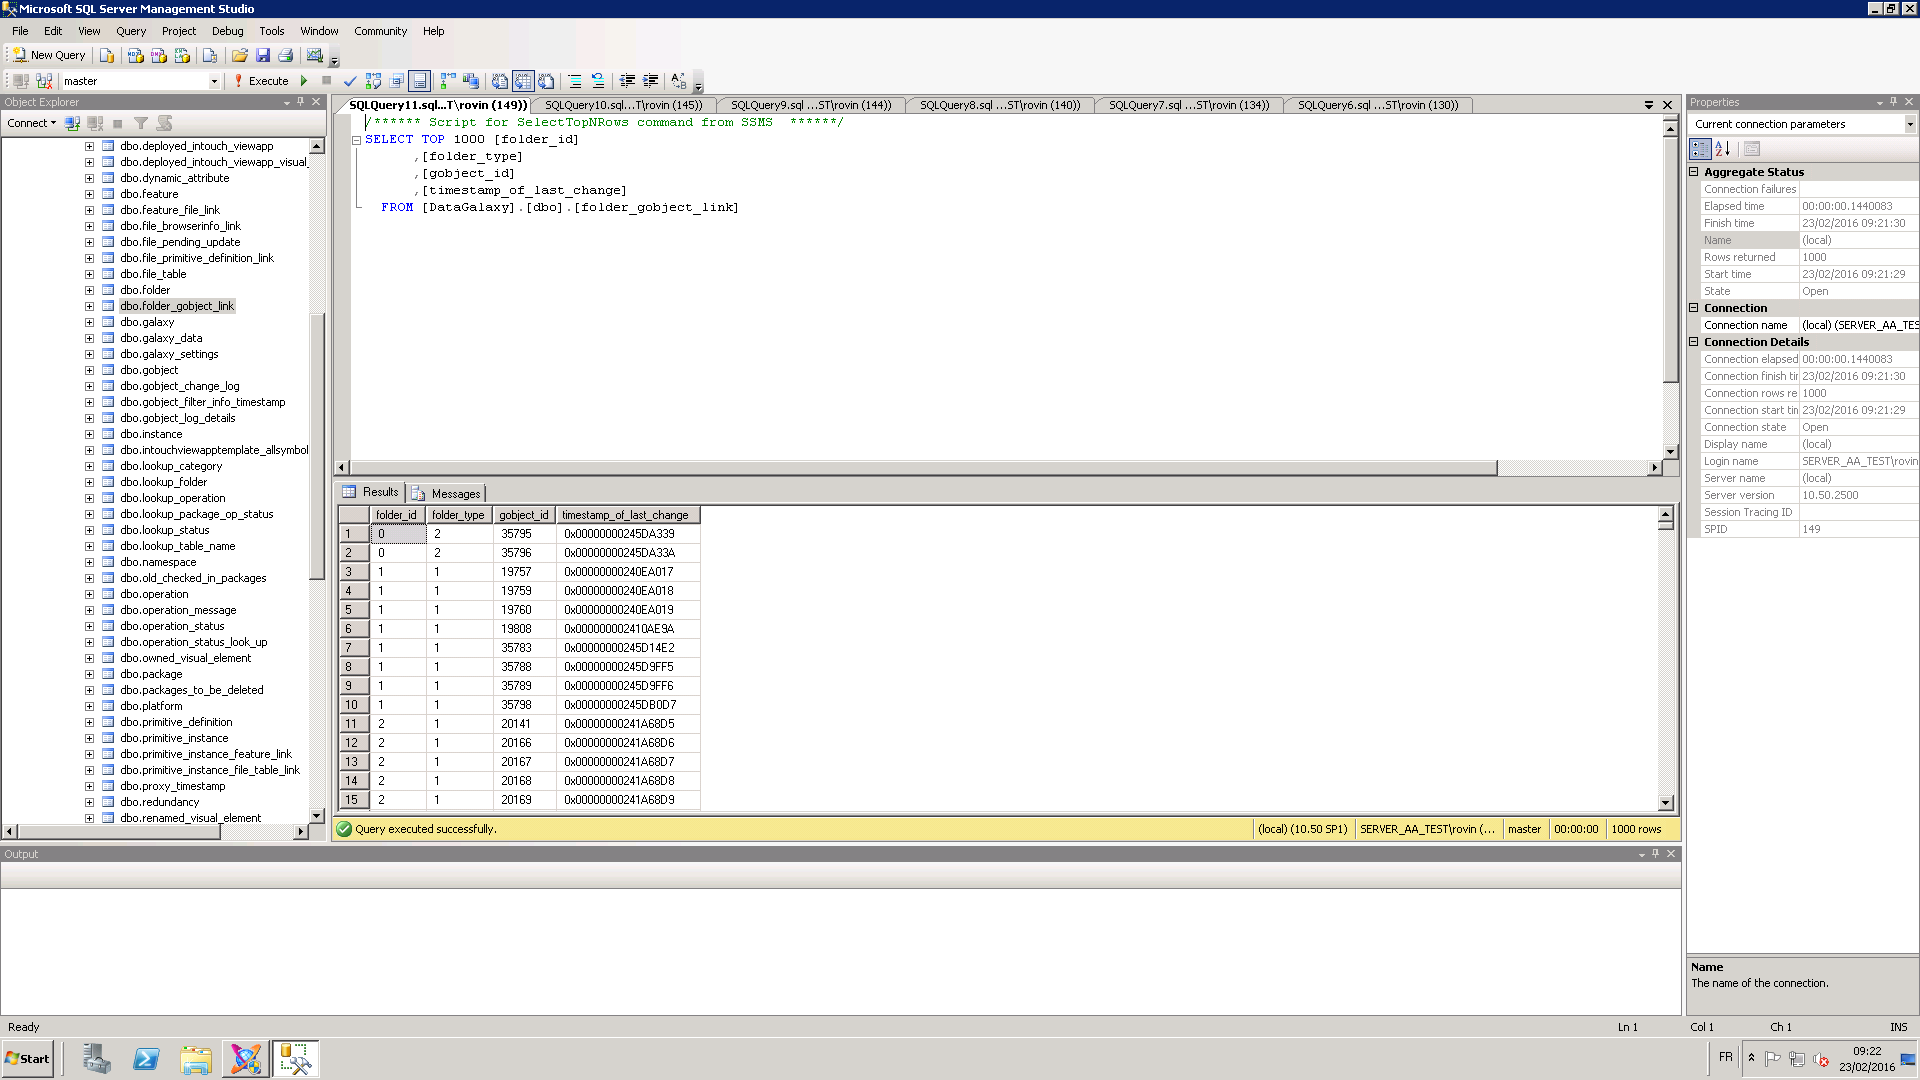 Microsoft SQL Server Management Studio
File Edit View Query Project Debug Tools Window Community Help
New Query
master Execute
Object Explorer
Connect
dbo.deployed_intouch_viewapp
dbo.deployed_intouch_viewapp_visual_
dbo.dynamic_attribute
dbo.feature
dbo.feature_file_link
dbo.file_browserinfo_link
dbo.file_pending_update
dbo.file_primitive_definition_link
dbo.file_table
dbo.folder
dbo.folder_gobject_link
dbo.galaxy
dbo.galaxy_data
dbo.galaxy_settings
dbo.gobject
dbo.gobject_change_log
dbo.gobject_filter_info_timestamp
dbo.gobject_log_details
dbo.instance
dbo.intouchviewapptemplate_allsymbol
dbo.lookup_category
dbo.lookup_folder
dbo.lookup_operation
dbo.lookup_package_op_status
dbo.lookup_status
dbo.lookup_table_name
dbo.namespace
dbo.old_checked_in_packages
dbo.operation
dbo.operation_message
dbo.operation_status
dbo.operation_status_look_up
dbo.owned_visual_element
dbo.package
dbo.packages_to_be_deleted
dbo.platform
dbo.primitive_definition
dbo.primitive_instance
dbo.primitive_instance_feature_link
dbo.primitive_instance_file_table_link
dbo.proxy_timestamp
dbo.redundancy
dbo.renamed_visual_element
SQLQuery11.sql...T\rovin (149)) SQLQuery10.sql...T\rovin (145)) SQLQuery9.sql ...ST\rovin (144)) SQLQuery8.sql ...ST\rovin (140)) SQLQuery7.sql ...ST\rovin (134)) SQLQuery6.sql ...ST\rovin (130))
/****** Script for SelectTopNRows command from SSMS ******/
SELECT TOP 1000 [folder_id]
,[folder_type]
,[gobject_id]
,[timestamp_of_last_change]
FROM [DataGalaxy].[dbo].[folder_gobject_link]
Results Messages
folder_id folder_type gobject_id timestamp_of_last_change
1 0 2 35795 0x00000000245DA339
2 0 2 35796 0x00000000245DA33A
3 1 1 19757 0x00000000240EA017
4 1 1 19759 0x00000000240EA018
5 1 1 19760 0x00000000240EA019
6 1 1 19808 0x000000002410AE9A
7 1 1 35783 0x00000000245D14E2
8 1 1 35788 0x00000000245D9FF5
9 1 1 35789 0x00000000245D9FF6
10 1 1 35798 0x00000000245DB0D7
11 2 1 20141 0x00000000241A68D5
12 2 1 20166 0x00000000241A68D6
13 2 1 20167 0x00000000241A68D7
14 2 1 20168 0x00000000241A68D8
15 2 1 20169 0x00000000241A68D9
Query executed successfully. (local) (10.50 SP1) SERVER_AA_TEST\rovin (... master 00:00:00 1000 rows
Properties
Current connection parameters
Aggregate Status
Connection failures
Elapsed time 00:00:00.1440083
Finish time 23/02/2016 09:21:30
Name (local)
Rows returned 1000
Start time 23/02/2016 09:21:29
State Open
Connection
Connection name (local) (SERVER_AA_TES
Connection Details
Connection elapsed 00:00:00.1440083
Connection finish tir 23/02/2016 09:21:30
Connection rows re 1000
Connection start tin 23/02/2016 09:21:29
Connection state Open
Display name (local)
Login name SERVER_AA_TEST\rovin
Server name (local)
Server version 10.50.2500
Session Tracing ID
SPID 149
Name
The name of the connection.
Output
Ready Ln 1 Col 1 Ch 1 INS
Start FR 09:22
23/02/2016